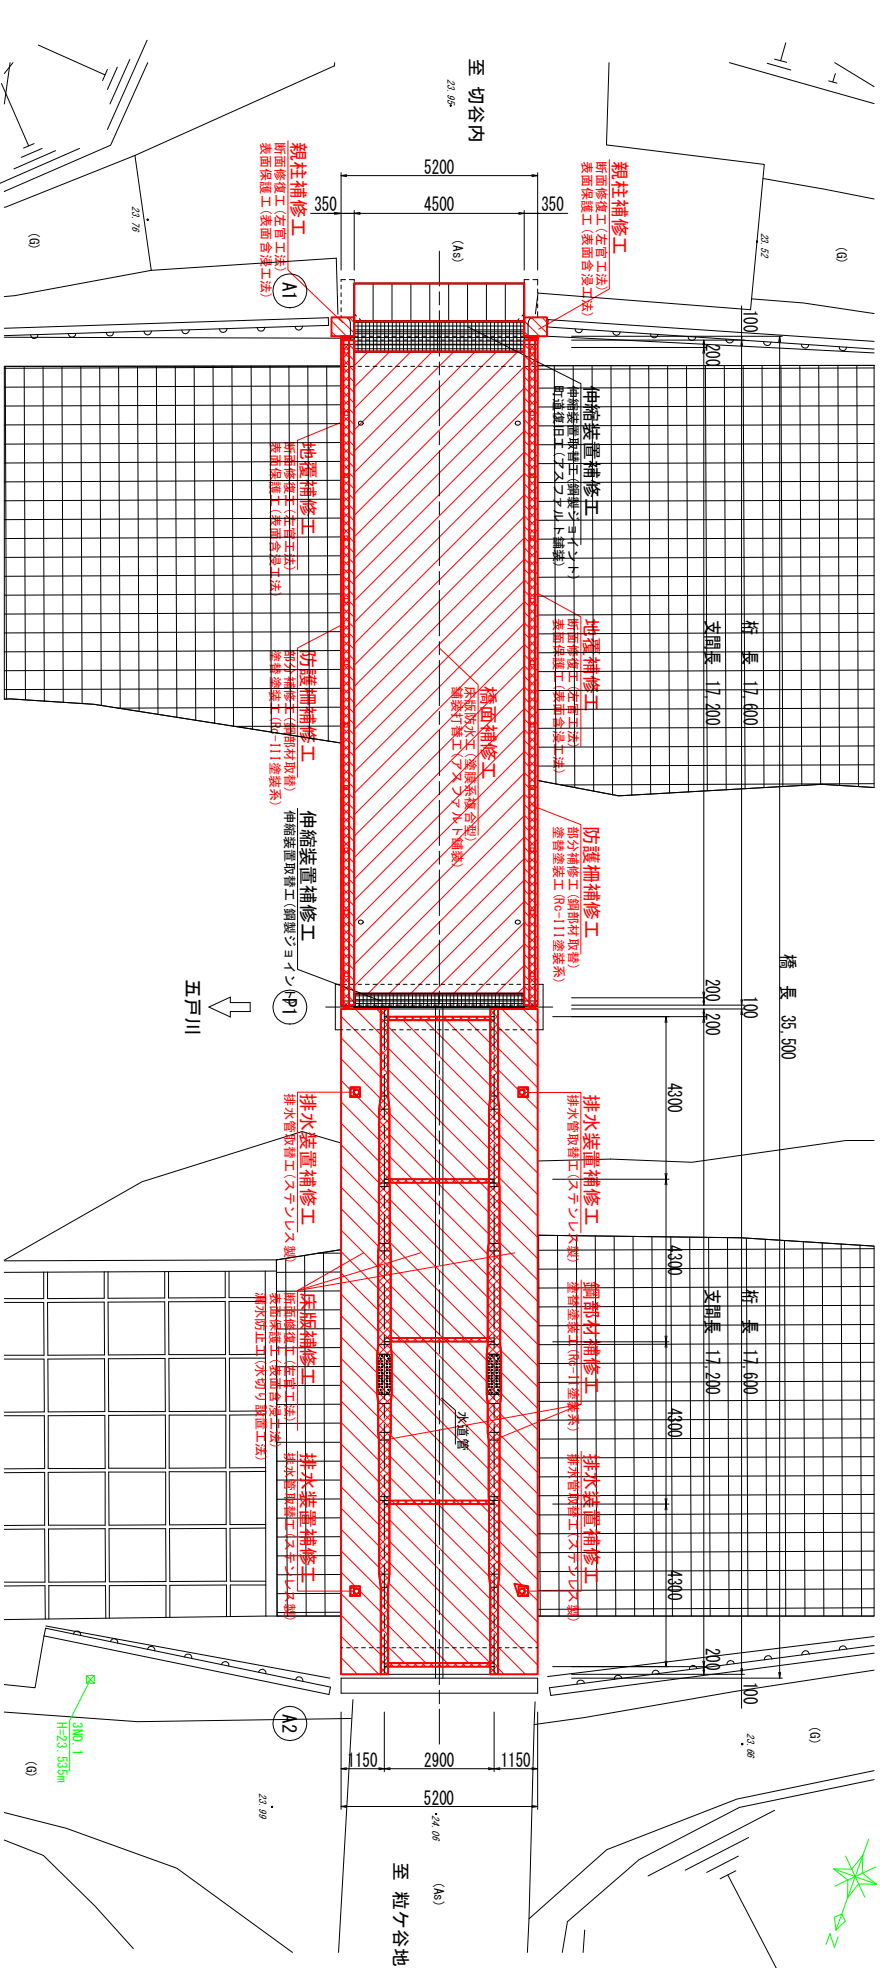 至 切谷内
23.95
5200
350
4500
350
親柱補修工
断面修復工(左官工法)
表面保護工(表面含浸工法)
親柱補修工
断面修復工(左官工法)
表面保護工(表面含浸工法)
23.76
23.52
(G)
(G)
(As)
A1
100
200
伸縮装置補修工
伸縮装置取替工(鋼製ジョイント)
町道復旧工(アスファルト舗装)
地覆補修工
断面修復工(左官工法)
表面保護工(表面含浸工法)
地覆補修工
断面修復工(左官工法)
表面保護工(表面含浸工法)
桁 長 17,600
支間長 17,200
防護柵補修工
部分補修工(鋼部材取替)
塗替塗装工(Rc-III塗装系)
橋面補修工
床版防水工(塗膜系複合型)
舗装打替工(アスファルト舗装)
防護柵補修工
部分補修工(鋼部材取替)
塗替塗装工(Rc-III塗装系)
伸縮装置補修工
伸縮装置取替工(鋼製ジョイント)
橋 長 35,500
五戸川
P1
200
200
100
4300
排水装置補修工
排水管取替工(ステンレス製)
排水装置補修工
排水管取替工(ステンレス製)
4300
鋼部材補修工
塗替塗装工(Rc-II塗装系)
桁 長 17,600
支間長 17,200
床版補修工
断面修復工(左官工法)
表面保護工(表面含浸工法)
漏水防止工(水切り設置工法)
水道管
4300
排水装置補修工
排水管取替工(ステンレス製)
排水装置補修工
排水管取替工(ステンレス製)
4300
200
100
A2
3NO.1
H=23.535m
(G)
(G)
23.66
23.99
1150
2900
1150
5200
24.06
(As)
至 粒ケ谷地
N